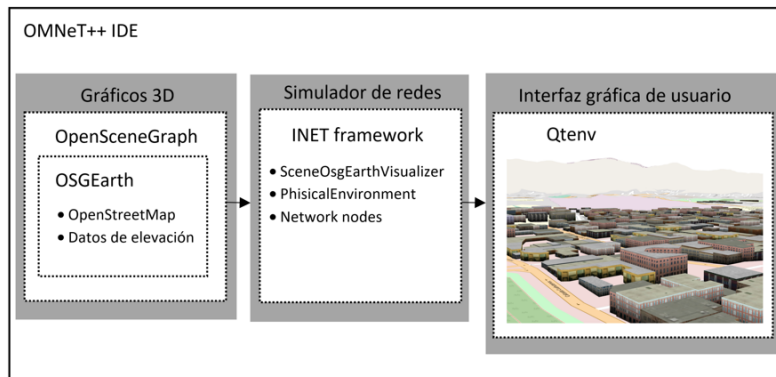 OMNeT++ IDE
Gráficos 3D
OpenSceneGraph
OSGEarth
• OpenStreetMap
• Datos de elevación
Simulador de redes
INET framework
• SceneOsgEarthVisualizer
• PhisicalEnvironment
• Network nodes
Interfaz gráfica de usuario
Qtenv